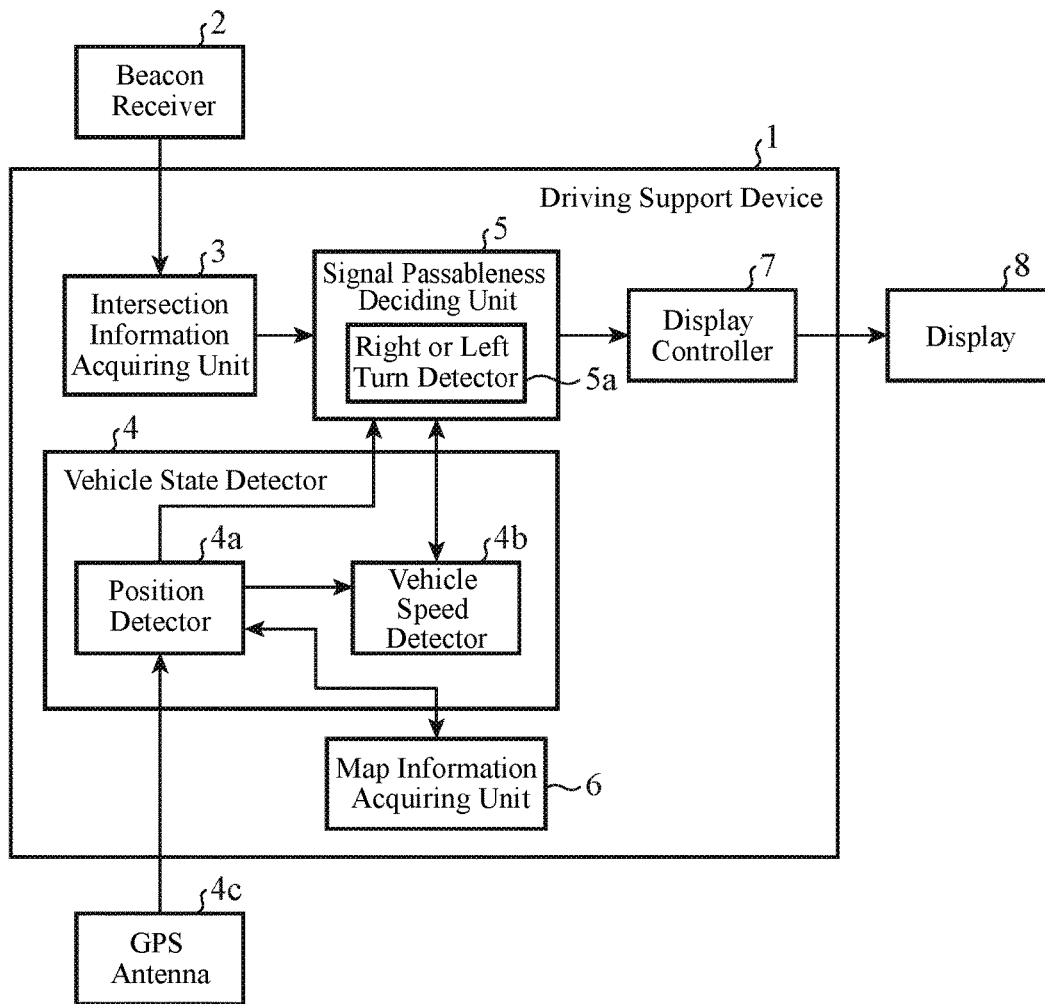 2
Beacon
Receiver
1
Driving Support Device
3
Intersection
Information
Acquiring Unit
5
Signal Passableness
Deciding Unit
Right or Left
Turn Detector
5a
7
Display
Controller
8
Display
4
Vehicle State Detector
4a
Position
Detector
4b
Vehicle
Speed
Detector
Map Information
Acquiring Unit
6
4c
GPS
Antenna